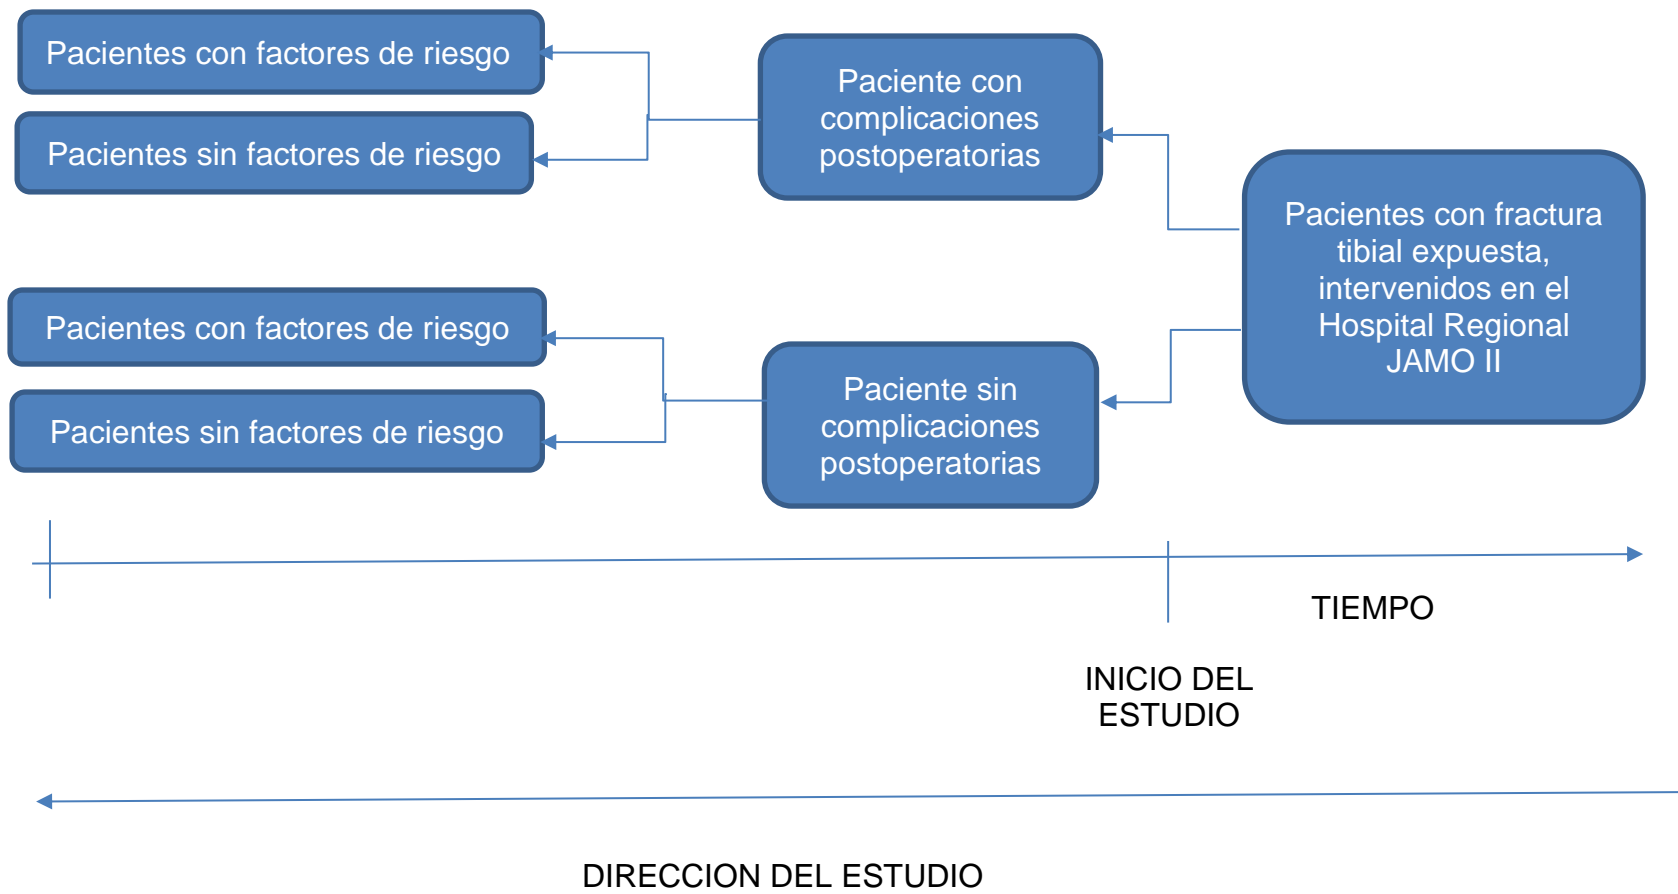 Pacientes con factores de riesgo
Pacientes sin factores de riesgo
Paciente con
complicaciones
postoperatorias
Pacientes con fractura
tibial expuesta,
intervenidos en el
Hospital Regional
JAMO II
Pacientes con factores de riesgo
Pacientes sin factores de riesgo
Paciente sin
complicaciones
postoperatorias
TIEMPO
INICIO DEL
ESTUDIO
DIRECCION DEL ESTUDIO